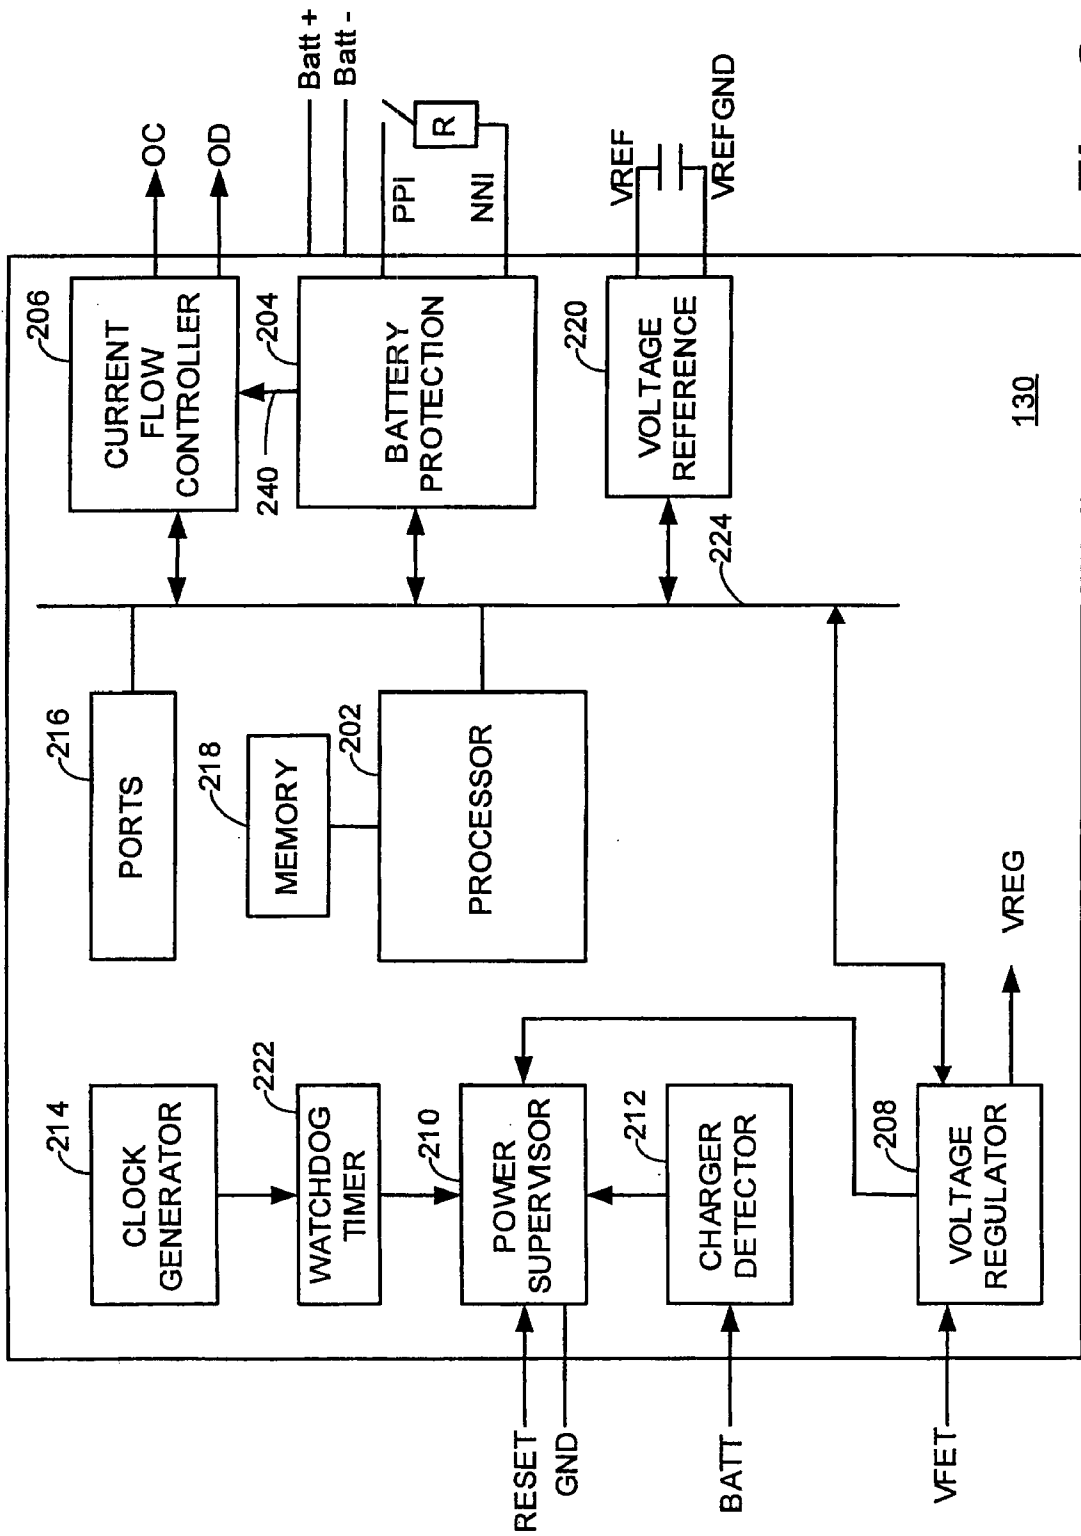 214
CLOCK
GENERATOR
222
WATCHDOG
TIMER
RESET
GND
210
POWER
SUPERVISOR
BATT
212
CHARGER
DETECTOR
VFET
208
VOLTAGE
REGULATOR
VREG
216
PORTS
218
MEMORY
202
PROCESSOR
224
206
CURRENT
FLOW
CONTROLLER
OC
OD
240
204
BATTERY
PROTECTION
Batt +
Batt -
PPI
NNI
R
220
VOLTAGE
REFERENCE
VREF
VREFGND
130